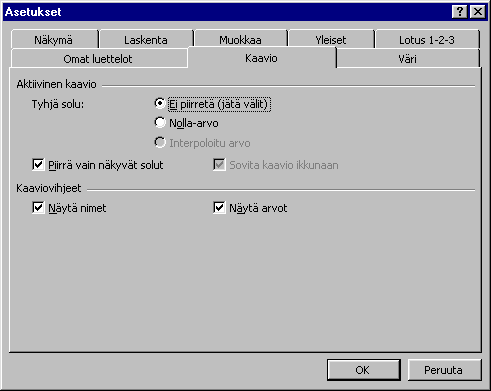 Asetukset
Näkymä Laskenta Muokkaa Yleiset Lotus 1-2-3
Omat luettelot Kaavio Väri
Aktiivinen kaavio
Tyhjä solu: Ei piirretä (jätä välit)
Nolla-arvo
Interpoloitu arvo
Piirrä vain näkyvät solut Sovita kaavio ikkunaan
Kaaviovihjeet
Näytä nimet Näytä arvot
OK Peruuta